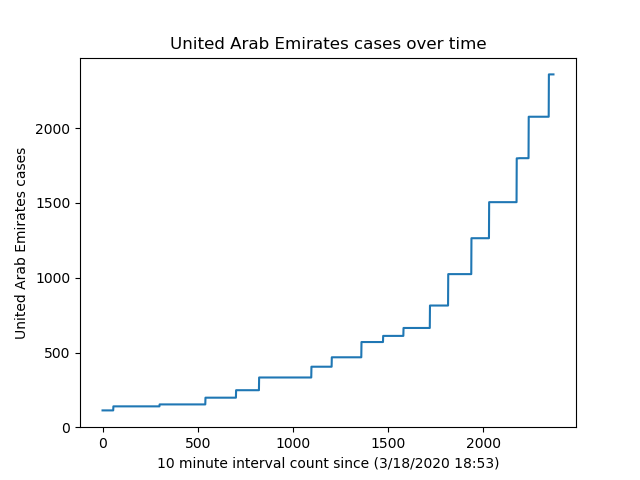 United Arab Emirates cases over time
United Arab Emirates cases
2000
1500
1000
500
0
0 500 1000 1500 2000
10 minute interval count since (3/18/2020 18:53)